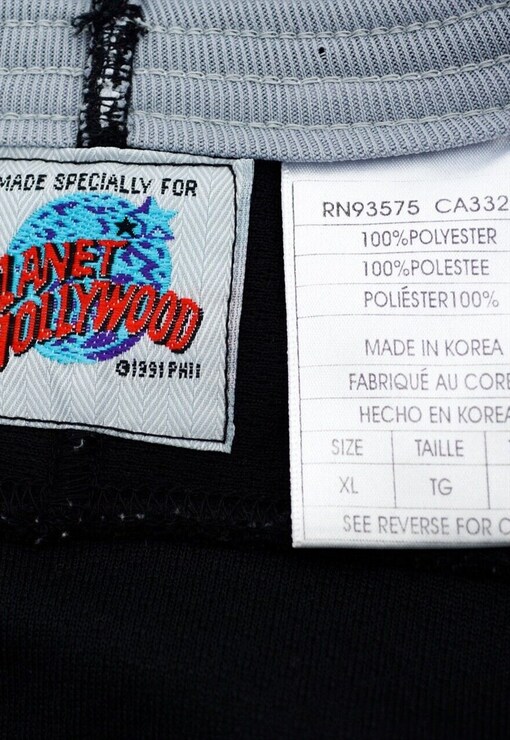 MADE SPECIALLY FOR
PLANET
HOLLYWOOD
©1991 PHII
RN93575 CA332
100%POLYESTER
100%POLESTEE
POLIÉSTER100%
MADE IN KOREA
FABRIQUÉ AU CORE
HECHO EN KOREA
SIZE TAILLE T
XL TG
SEE REVERSE FOR C